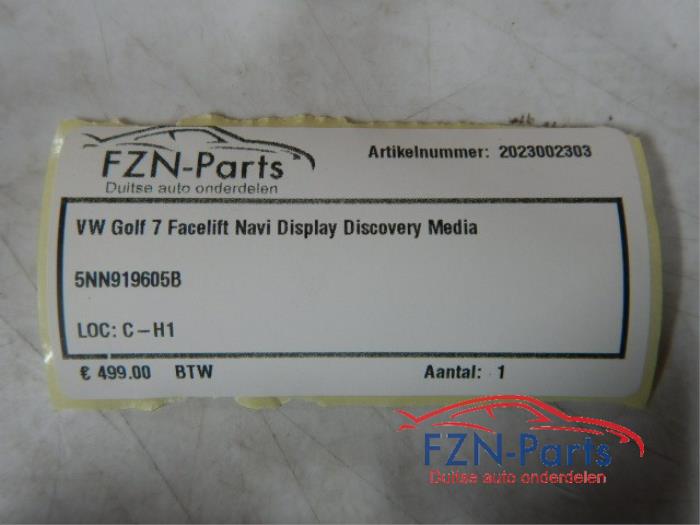 FZN-Parts
Duitse auto onderdelen
Artikelnummer: 2023002303
VW Golf 7 Facelift Navi Display Discovery Media
5NN919605B
LOC: C-H1
€ 499.00 BTW
Aantal: 1
FZN-Parts
Duitse auto onderdelen